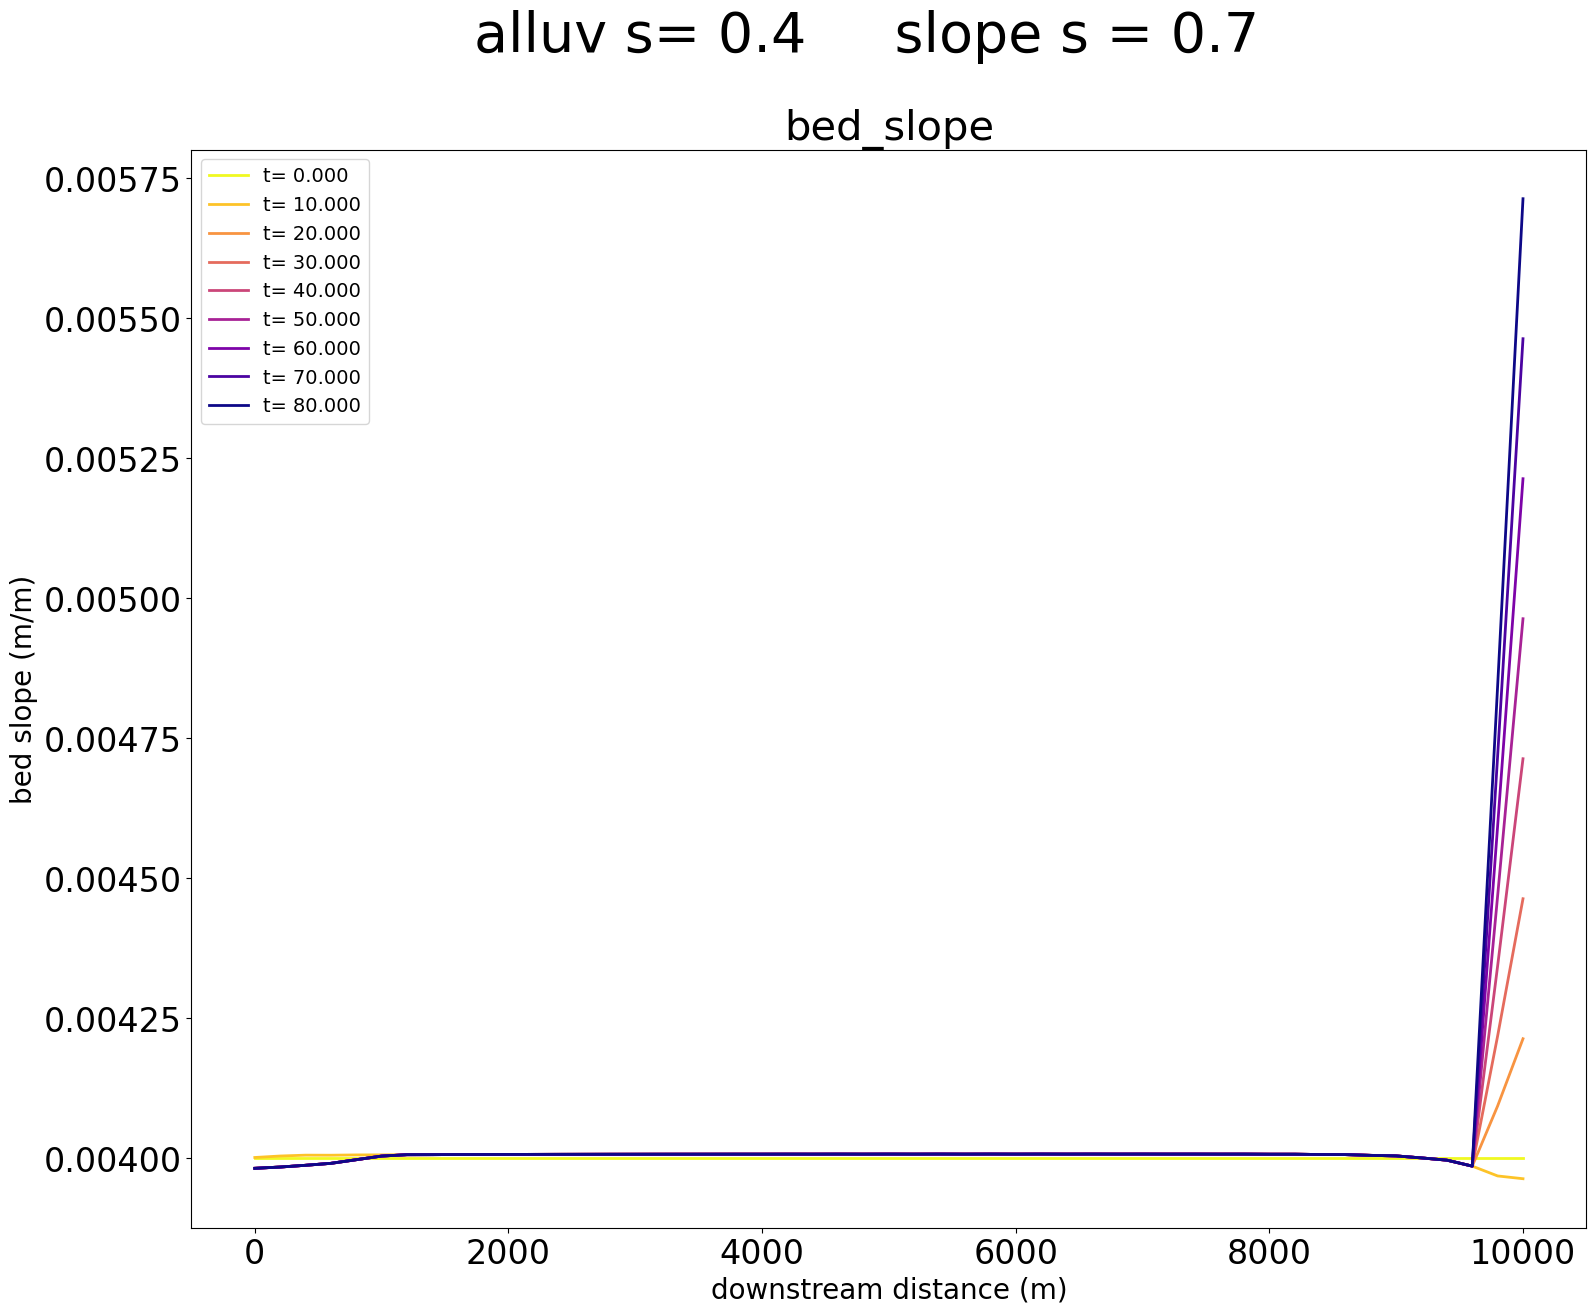 alluv s= 0.4     slope s = 0.7
bed_slope
0.00575
0.00550
0.00525
0.00500
0.00475
0.00450
0.00425
0.00400
bed slope (m/m)
t= 0.000
t= 10.000
t= 20.000
t= 30.000
t= 40.000
t= 50.000
t= 60.000
t= 70.000
t= 80.000
0 2000 4000 6000 8000 10000
downstream distance (m)